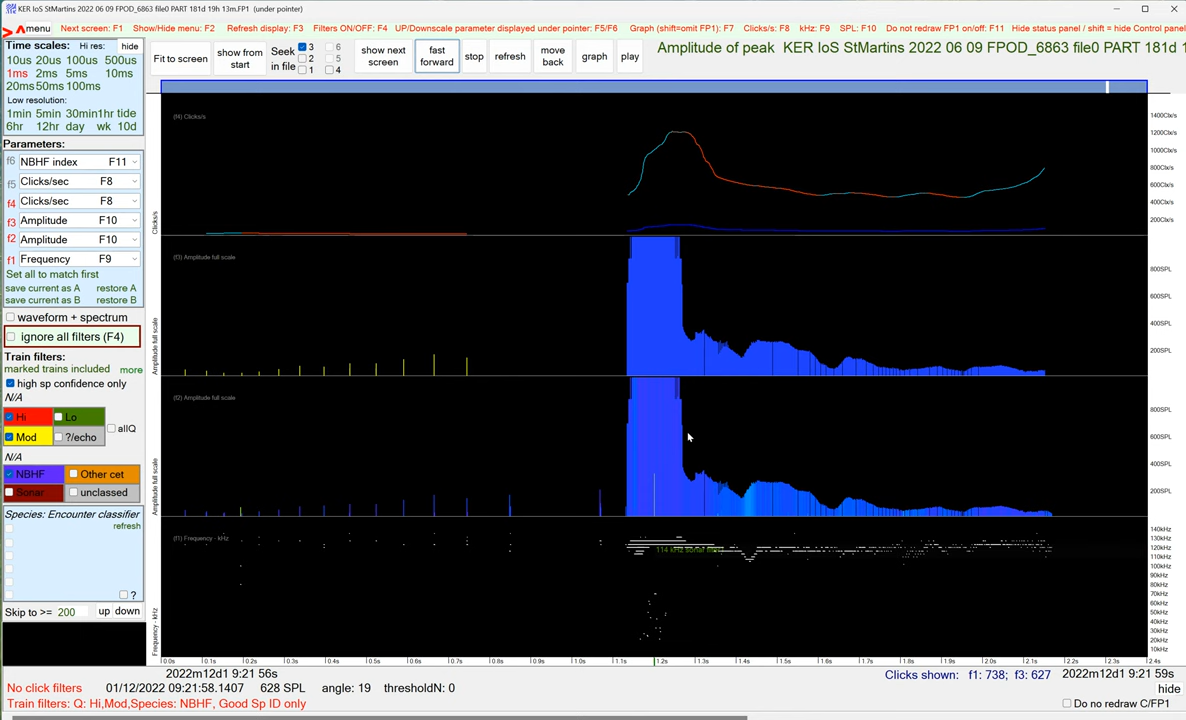 KER IoS StMartins 2022 06 09 FPOD_6863 file0 PART 181d 19h 13m.FP1 (under pointer)
menu Next screen: F1 Show/Hide menu: F2 Refresh display: F3 Filters ON/OFF: F4 UP/Downscale parameter displayed under pointer: F5/F6 Graph (shift=omit FP1): F7 Clicks/s: F8 kHz: F9 SPL: F10 Do not redraw FP1 on/off: F11 Hide status panel / shift = hide Control pane
Time scales: Hi res: hide
10us 20us 100us 500us
1ms 2ms 5ms 10ms
20ms 50ms 100ms
Low resolution:
1min 5min 30min 1hr tide
6hr 12hr day wk 10d
Fit to screen
show from start
Seek in file
3 6
2 5
1 4
show next screen
fast forward
stop
refresh
move back
graph
play
Amplitude of peak KER IoS StMartins 2022 06 09 FPOD_6863 file0 PART 181d 1
Parameters:
f6 NBHF index F11
f5 Clicks/sec F8
f4 Clicks/sec F8
f3 Amplitude F10
f2 Amplitude F10
f1 Frequency F9
Set all to match first
save current as A restore A
save current as B restore B
waveform + spectrum
ignore all filters (F4)
Train filters:
marked trains included more
high sp confidence only
N/A
Hi Lo
Mod ?/echo
allQ
N/A
NBHF Other cet
Sonar unclassed
Species: Encounter classifier
refresh
?
Skip to >= 200 up down
(f4) Clicks/s
Clicks/s
1400Clx/s
1200Clx/s
1000Clx/s
800Clx/s
600Clx/s
400Clx/s
200Clx/s
(f3) Amplitude full scale
Amplitude full scale
800SPL
600SPL
400SPL
200SPL
(f2) Amplitude full scale
Amplitude full scale
800SPL
600SPL
400SPL
200SPL
(f1) Frequency - kHz
Frequency - kHz
140kHz
130kHz
120kHz
110kHz
100kHz
90kHz
80kHz
70kHz
60kHz
50kHz
40kHz
30kHz
20kHz
10kHz
114 kHz sonar
0.0s 0.1s 0.2s 0.3s 0.4s 0.5s 0.6s 0.7s 0.8s 0.9s 1.0s 1.1s 1.2s 1.3s 1.4s 1.5s 1.6s 1.7s 1.8s 1.9s 2.0s 2.1s 2.2s 2.3s 2.4s
2022m12d1 9:21 56s
Clicks shown: f1: 738; f3: 627 2022m12d1 9:21 59s
No click filters 01/12/2022 09:21:58.1407 628 SPL angle: 19 thresholdN: 0
hide
Train filters: Q: Hi,Mod,Species: NBHF, Good Sp ID only
Do no redraw C/FP1